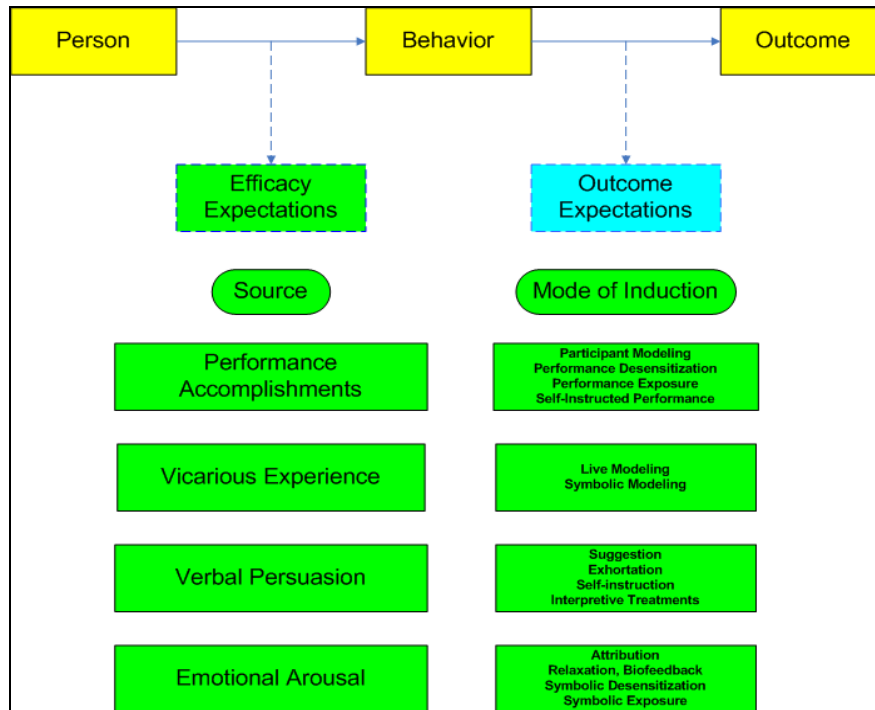 Person
Behavior
Outcome
Efficacy
Expectations
Outcome
Expectations
Source
Mode of Induction
Performance
Accomplishments
Participant Modeling
Performance Desensitization
Performance Exposure
Self-Instructed Performance
Vicarious Experience
Live Modeling
Symbolic Modeling
Verbal Persuasion
Suggestion
Exhortation
Self-instruction
Interpretive Treatments
Emotional Arousal
Attribution
Relaxation, Biofeedback
Symbolic Desensitization
Symbolic Exposure